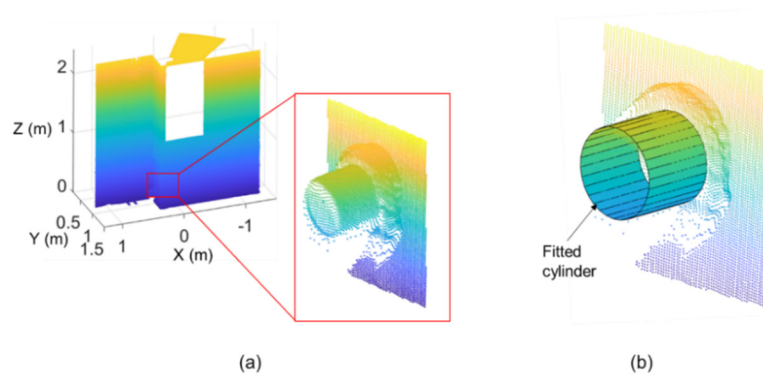 2
Z (m) 1
0
0.5
Y (m) 1
1.5
1
0
-1
X (m)
Fitted
cylinder
(a)
(b)